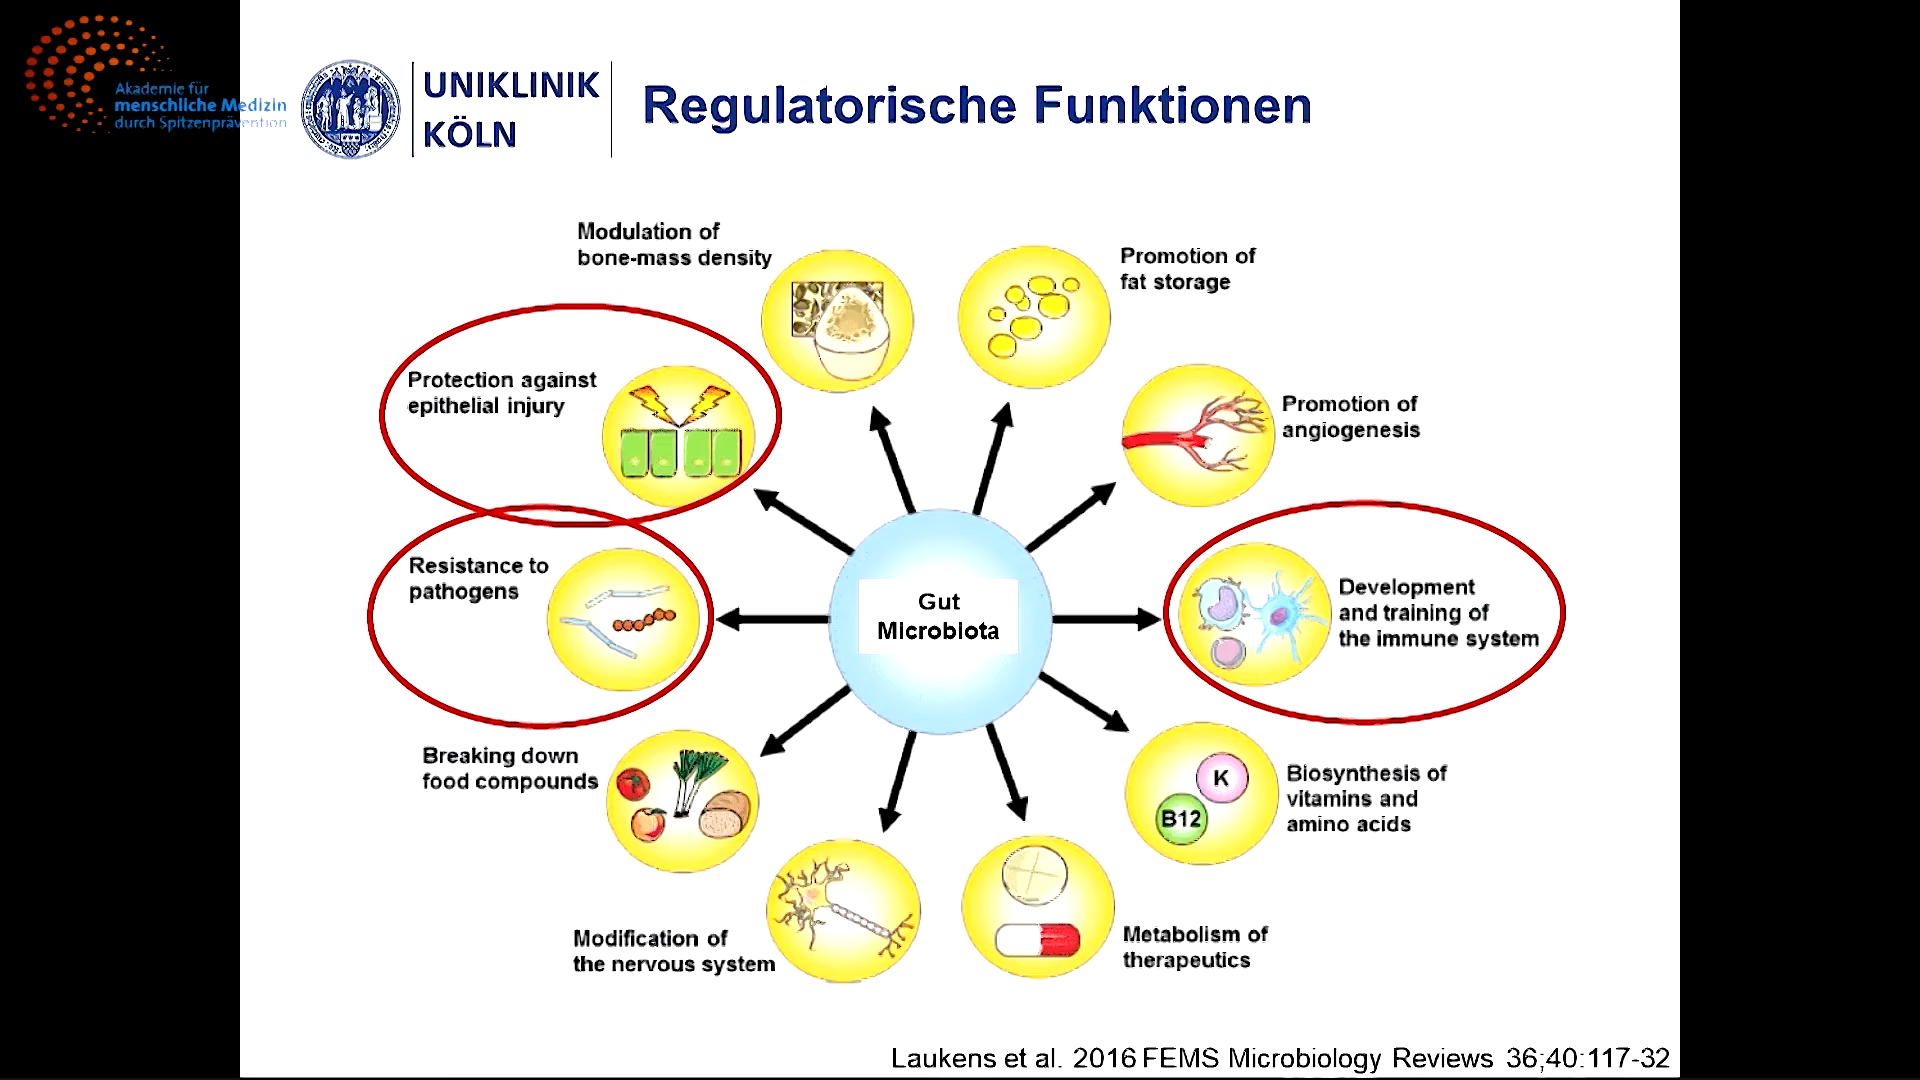 Akademie für
menschliche Medizin
durch Spitzenprävention
UNIKLINIK
KÖLN
Regulatorische Funktionen
Modulation of
bone-mass density
Promotion of
fat storage
Protection against
epithelial injury
Promotion of
angiogenesis
Resistance to
pathogens
Gut
Microbiota
Development
and training of
the immune system
Breaking down
food compounds
K
B12
Biosynthesis of
vitamins and
amino acids
Modification of
the nervous system
Metabolism of
therapeutics
Laukens et al. 2016 FEMS Microbiology Reviews 36;40:117-32